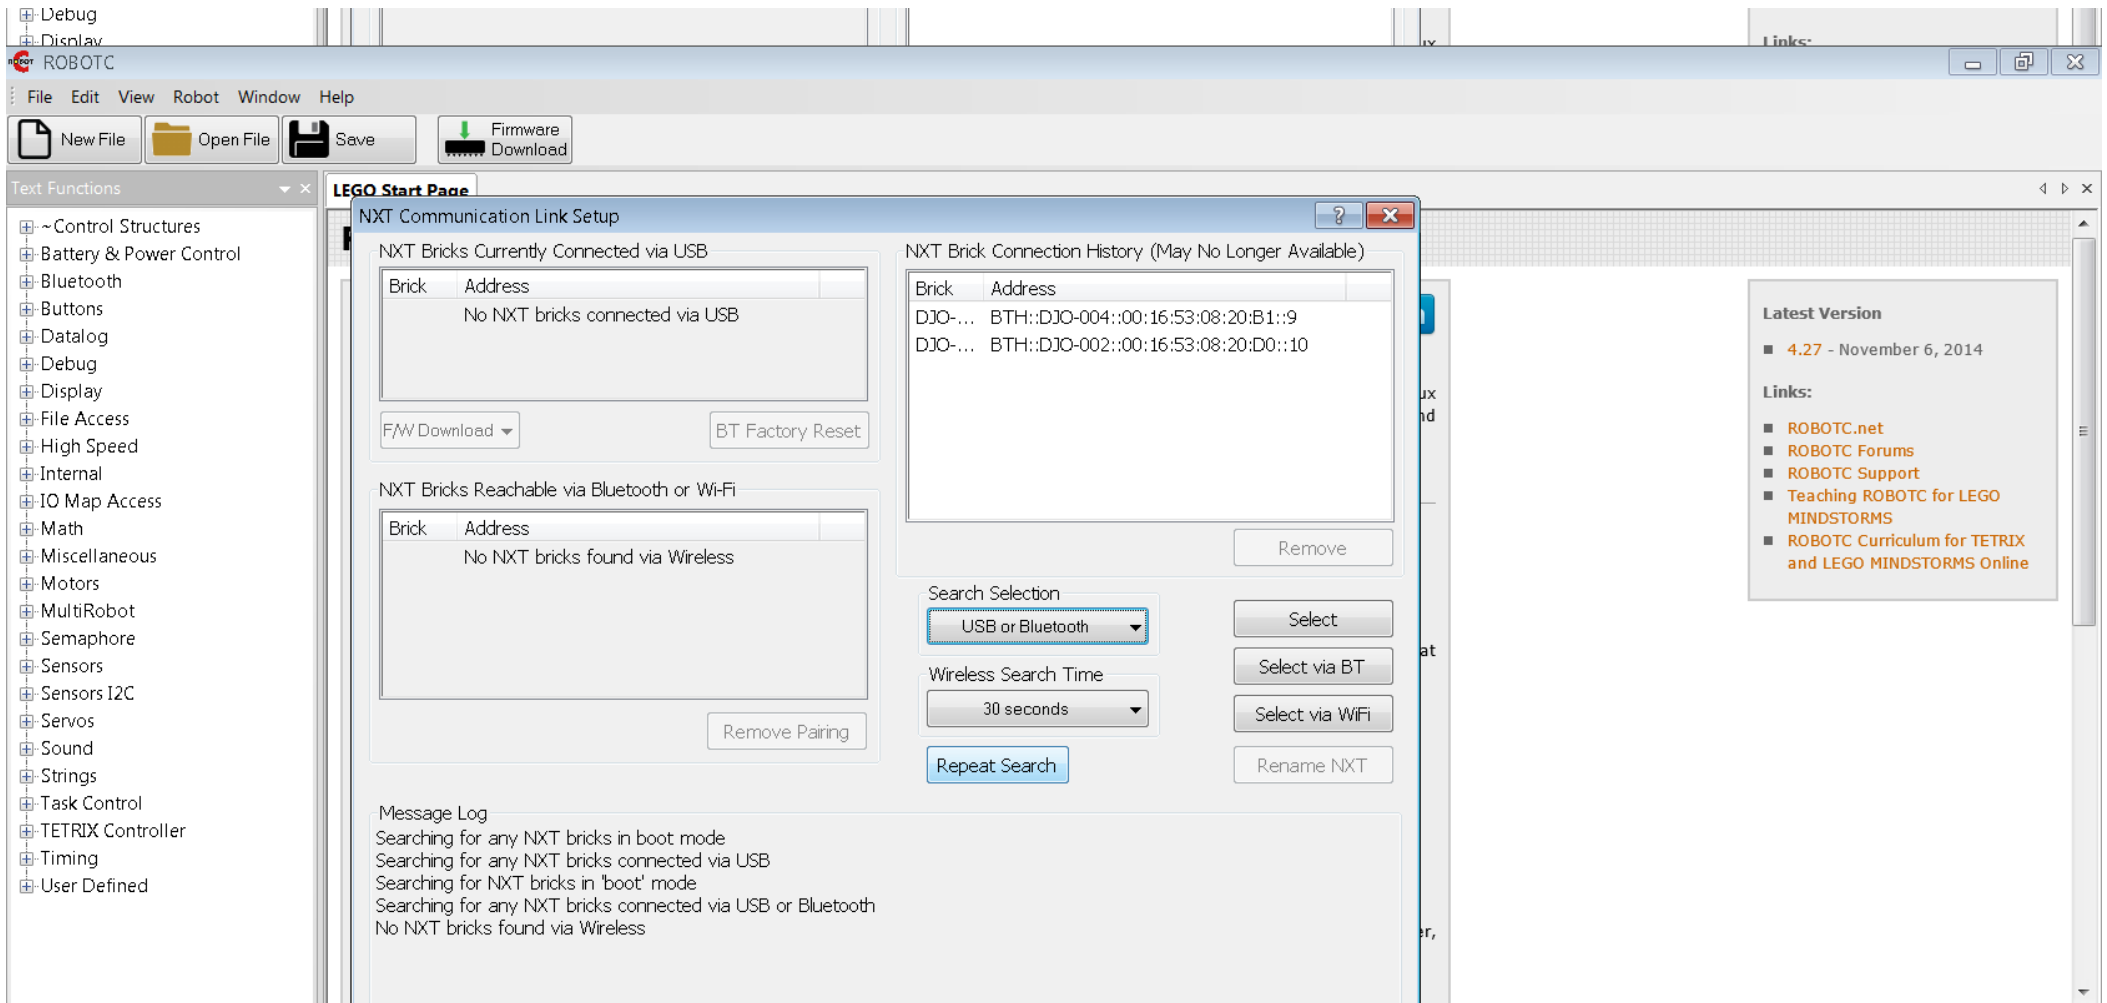 Debug
Display
Links:
ROBOT ROBOTC
File Edit View Robot Window Help
New File Open File Save Firmware Download
Text Functions
~Control Structures
Battery & Power Control
Bluetooth
Buttons
Datalog
Debug
Display
File Access
High Speed
Internal
IO Map Access
Math
Miscellaneous
Motors
MultiRobot
Semaphore
Sensors
Sensors I2C
Servos
Sound
Strings
Task Control
TETRIX Controller
Timing
User Defined
LEGO Start Page
NXT Communication Link Setup
NXT Bricks Currently Connected via USB
Brick Address
No NXT bricks connected via USB
F/W Download BT Factory Reset
NXT Bricks Reachable via Bluetooth or Wi-Fi
Brick Address
No NXT bricks found via Wireless
Remove Pairing
NXT Brick Connection History (May No Longer Available)
Brick Address
DJO-... BTH::DJO-004::00:16:53:08:20:B1::9
DJO-... BTH::DJO-002::00:16:53:08:20:D0::10
Remove
Search Selection
USB or Bluetooth
Wireless Search Time
30 seconds
Repeat Search
Select
Select via BT
Select via WiFi
Rename NXT
Message Log
Searching for any NXT bricks in boot mode
Searching for any NXT bricks connected via USB
Searching for NXT bricks in 'boot' mode
Searching for any NXT bricks connected via USB or Bluetooth
No NXT bricks found via Wireless
ux
nd
at
er,
Latest Version
4.27 - November 6, 2014
Links:
ROBOTC.net
ROBOTC Forums
ROBOTC Support
Teaching ROBOTC for LEGO
MINDSTORMS
ROBOTC Curriculum for TETRIX
and LEGO MINDSTORMS Online